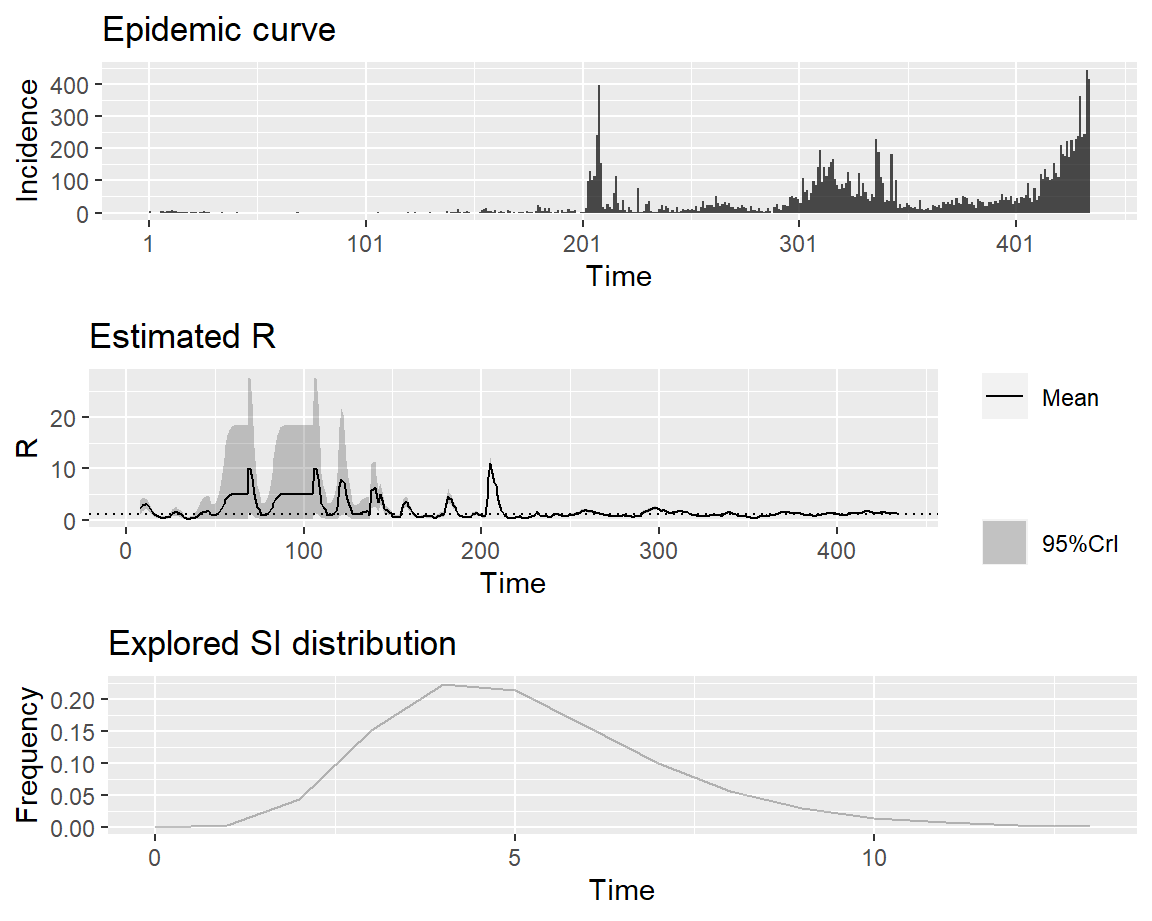 Epidemic curve
Incidence
400
300
200
100
0
1 101 201 301 401
Time
Estimated R
R
20
10
0
0 100 200 300 400
Time
Mean
95%CrI
Explored SI distribution
Frequency
0.20
0.15
0.10
0.05
0.00
0 5 10
Time